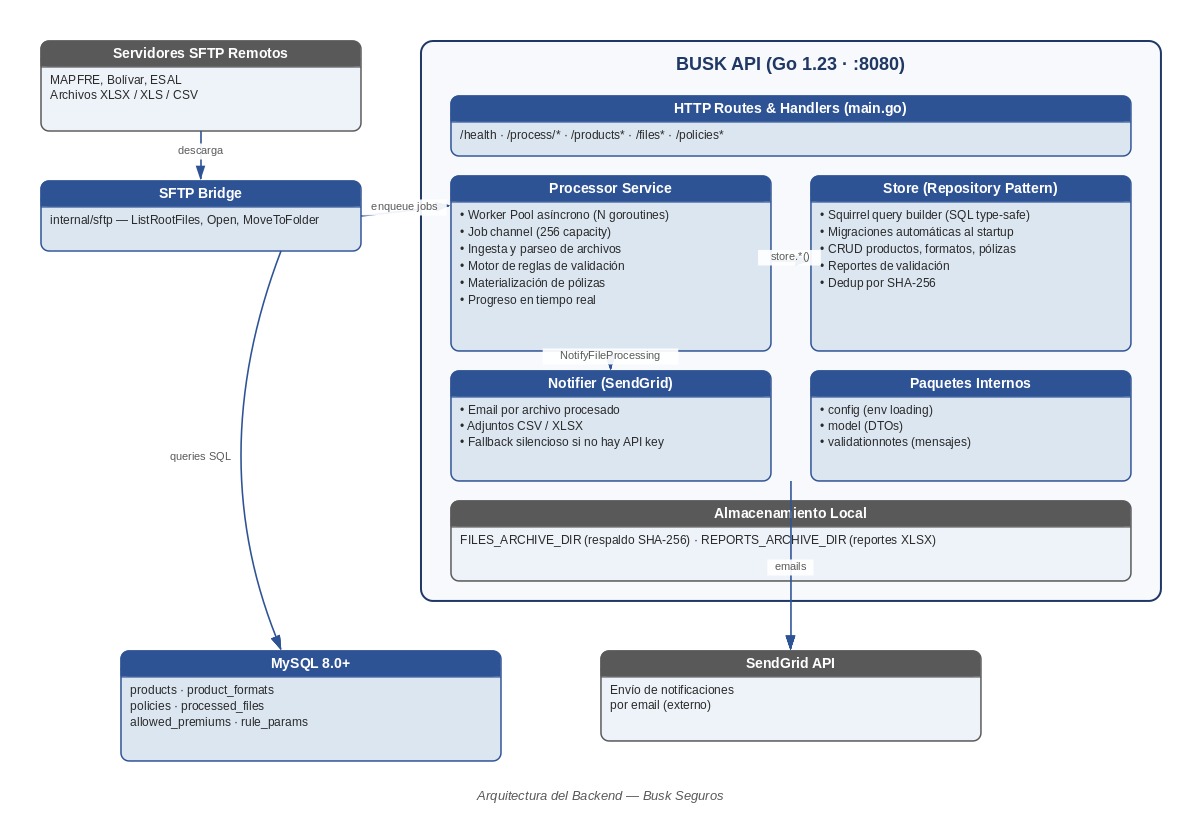 Servidores SFTP Remotos
MAPFRE, Bolívar, ESAL
Archivos XLSX / XLS / CSV
descarga
SFTP Bridge
internal/sftp — ListRootFiles, Open, MoveToFolder
enqueue jobs
queries SQL
BUSK API (Go 1.23 · :8080)
HTTP Routes & Handlers (main.go)
/health · /process/* · /products* · /files* · /policies*
Processor Service
• Worker Pool asíncrono (N goroutines)
• Job channel (256 capacity)
• Ingesta y parseo de archivos
• Motor de reglas de validación
• Materialización de pólizas
• Progreso en tiempo real
store.*()
Store (Repository Pattern)
• Squirrel query builder (SQL type-safe)
• Migraciones automáticas al startup
• CRUD productos, formatos, pólizas
• Reportes de validación
• Dedup por SHA-256
NotifyFileProcessing
Notifier (SendGrid)
• Email por archivo procesado
• Adjuntos CSV / XLSX
• Fallback silencioso si no hay API key
Paquetes Internos
• config (env loading)
• model (DTOs)
• validationnotes (mensajes)
Almacenamiento Local
FILES_ARCHIVE_DIR (respaldo SHA-256) · REPORTS_ARCHIVE_DIR (reportes XLSX)
emails
MySQL 8.0+
products · product_formats
policies · processed_files
allowed_premiums · rule_params
SendGrid API
Envío de notificaciones
por email (externo)
Arquitectura del Backend — Busk Seguros